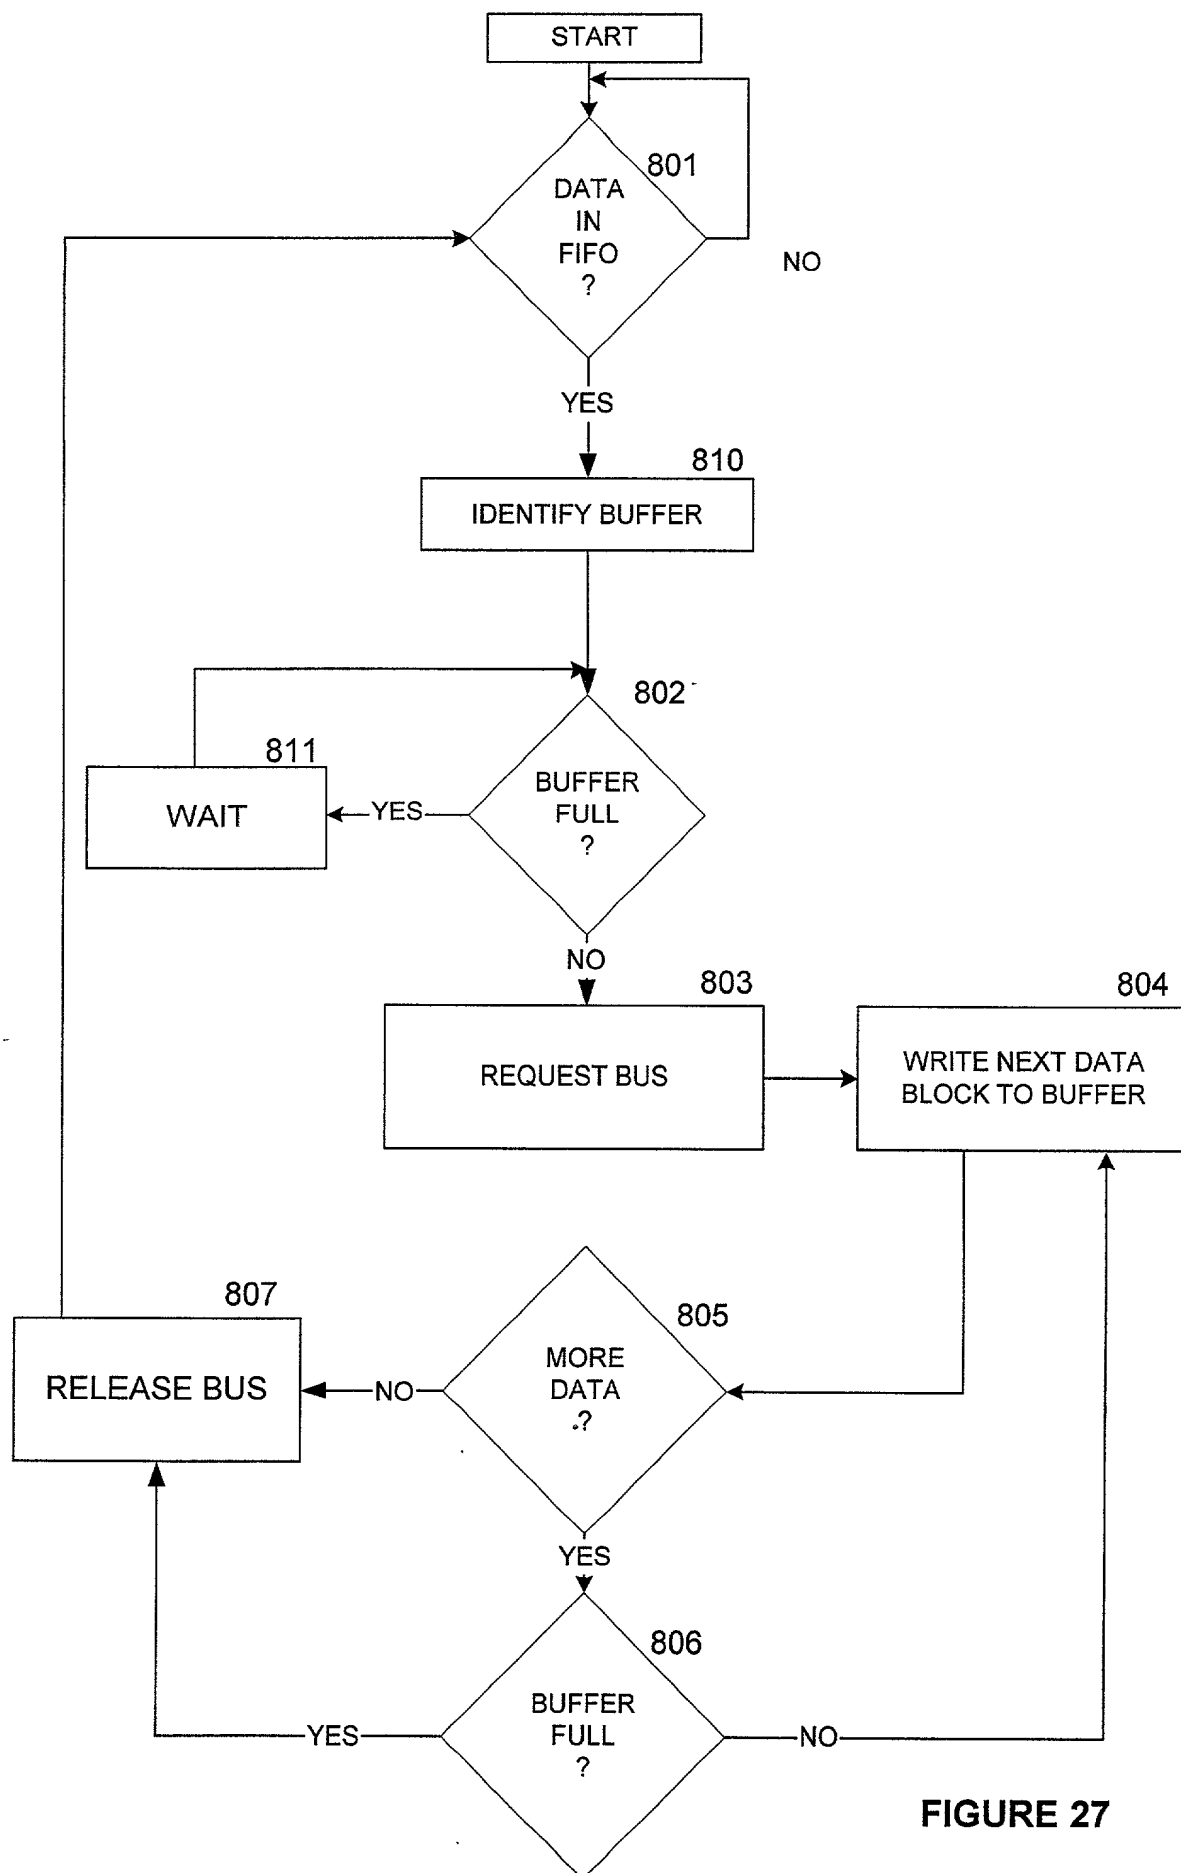 START
801
DATA
IN
FIFO
?
NO
YES
810
IDENTIFY BUFFER
802
811
BUFFER
FULL
?
WAIT
YES
NO
803
804
REQUEST BUS
WRITE NEXT DATA
BLOCK TO BUFFER
807
805
MORE
DATA
?
RELEASE BUS
NO
YES
806
BUFFER
FULL
?
YES
NO
FIGURE 27